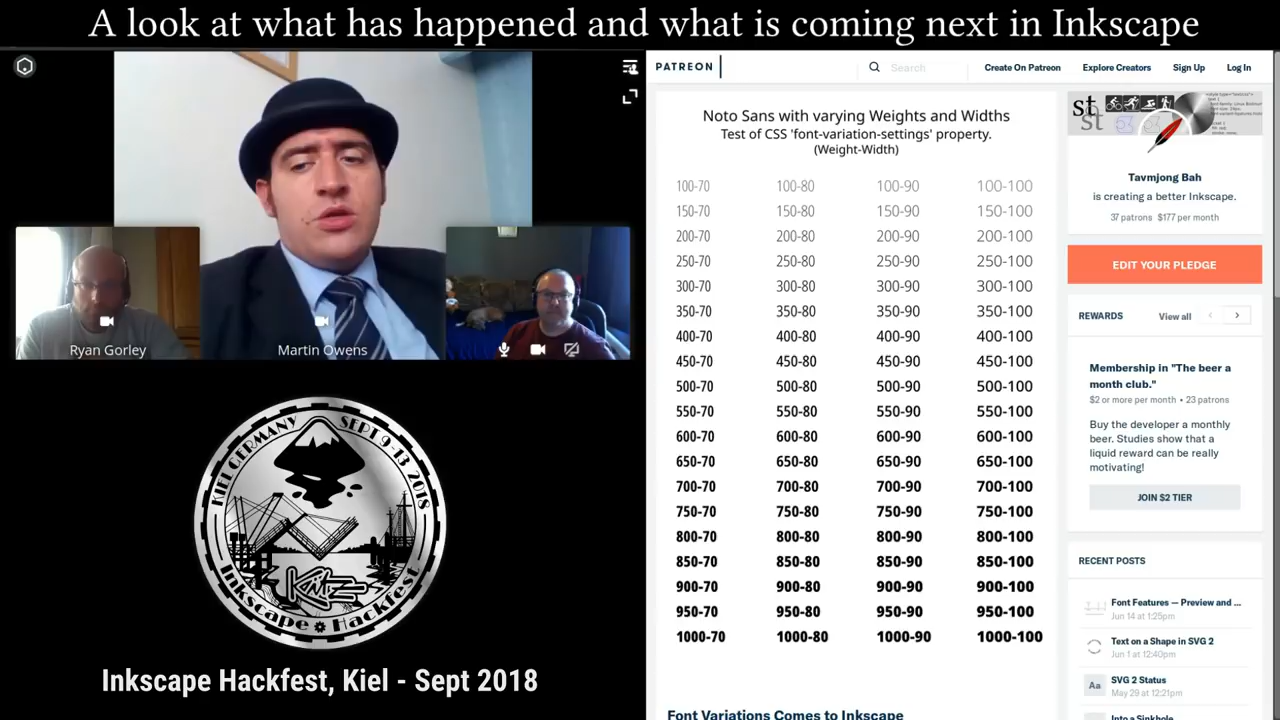 A look at what has happened and what is coming next in Inkscape
Ryan Gorley
Martin Owens
KIEL GERMANY SEPT 9-13 2018
Inkscape Hackfest
Inkscape Hackfest, Kiel - Sept 2018
PATREON
Search
Create On Patreon
Explore Creators
Sign Up
Log In
Noto Sans with varying Weights and Widths
Test of CSS 'font-variation-settings' property.
(Weight-Width)
100-70 100-80 100-90 100-100
150-70 150-80 150-90 150-100
200-70 200-80 200-90 200-100
250-70 250-80 250-90 250-100
300-70 300-80 300-90 300-100
350-70 350-80 350-90 350-100
400-70 400-80 400-90 400-100
450-70 450-80 450-90 450-100
500-70 500-80 500-90 500-100
550-70 550-80 550-90 550-100
600-70 600-80 600-90 600-100
650-70 650-80 650-90 650-100
700-70 700-80 700-90 700-100
750-70 750-80 750-90 750-100
800-70 800-80 800-90 800-100
850-70 850-80 850-90 850-100
900-70 900-80 900-90 900-100
950-70 950-80 950-90 950-100
1000-70 1000-80 1000-90 1000-100
Font Variations Comes to Inkscape
st
st
Tavmjong Bah
is creating a better Inkscape.
37 patrons $177 per month
EDIT YOUR PLEDGE
REWARDS
View all
Membership in "The beer a
month club."
$2 or more per month • 23 patrons
Buy the developer a monthly
beer. Studies show that a
liquid reward can be really
motivating!
JOIN $2 TIER
RECENT POSTS
Font Features — Preview and ...
Jun 14 at 1:25pm
Text on a Shape in SVG 2
Jun 1 at 12:40pm
Aa
SVG 2 Status
May 29 at 12:21pm
Into a Sinkhole